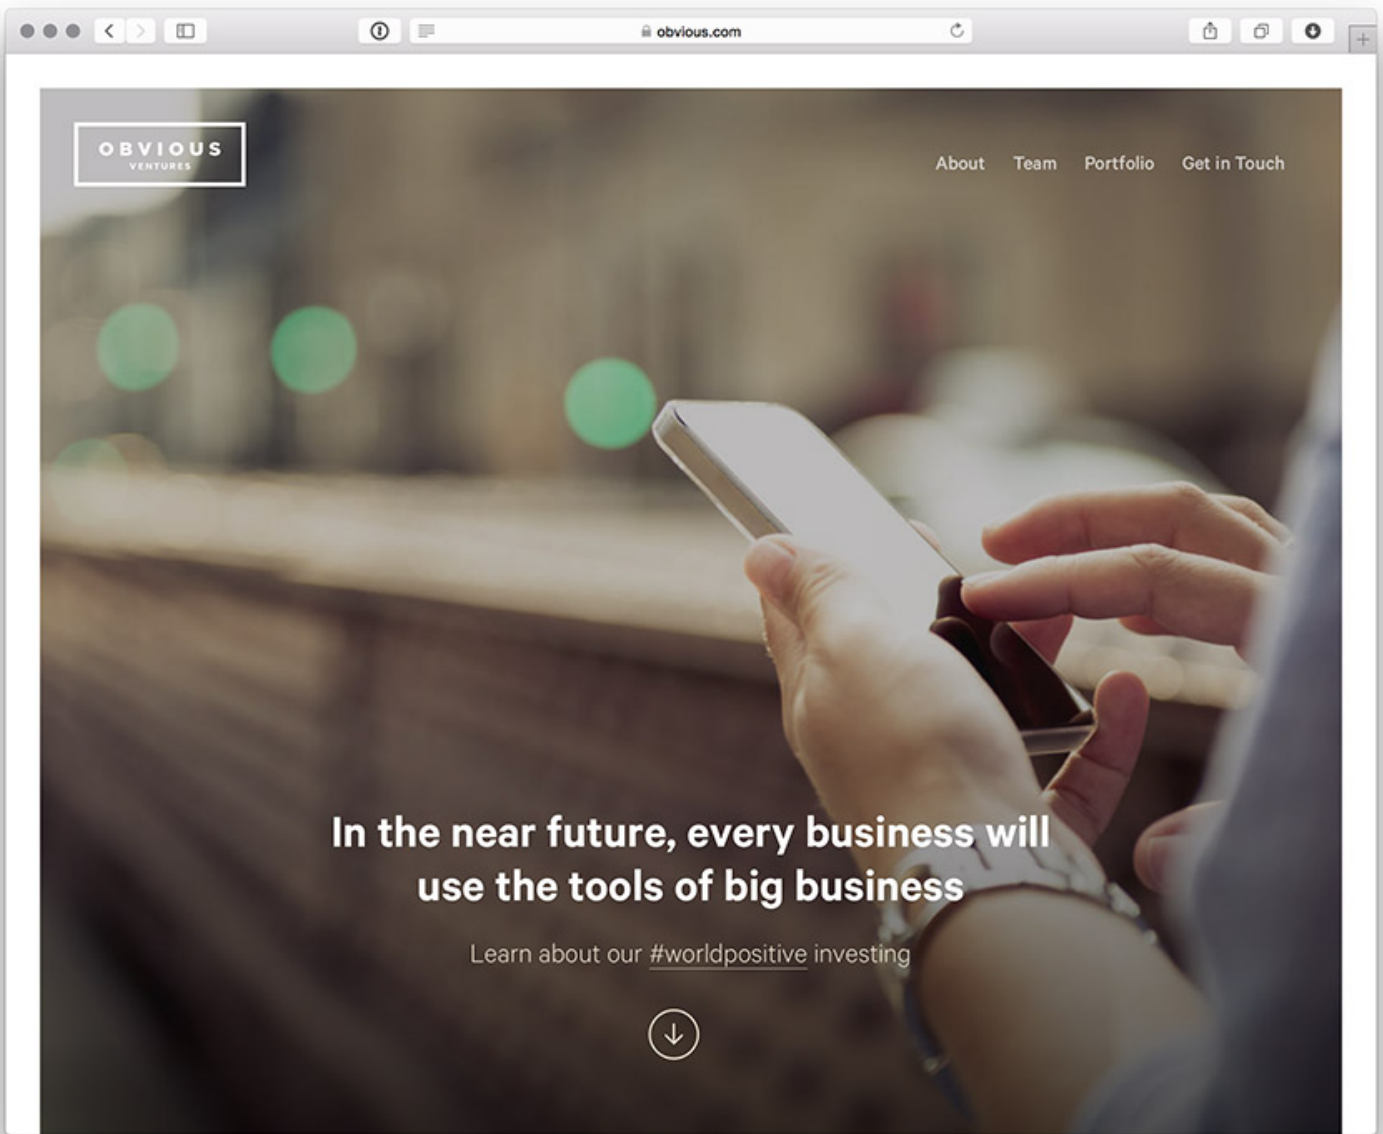 obvious.com
OBVIOUS
VENTURES
About Team Portfolio Get in Touch
In the near future, every business will
use the tools of big business
Learn about our #worldpositive investing